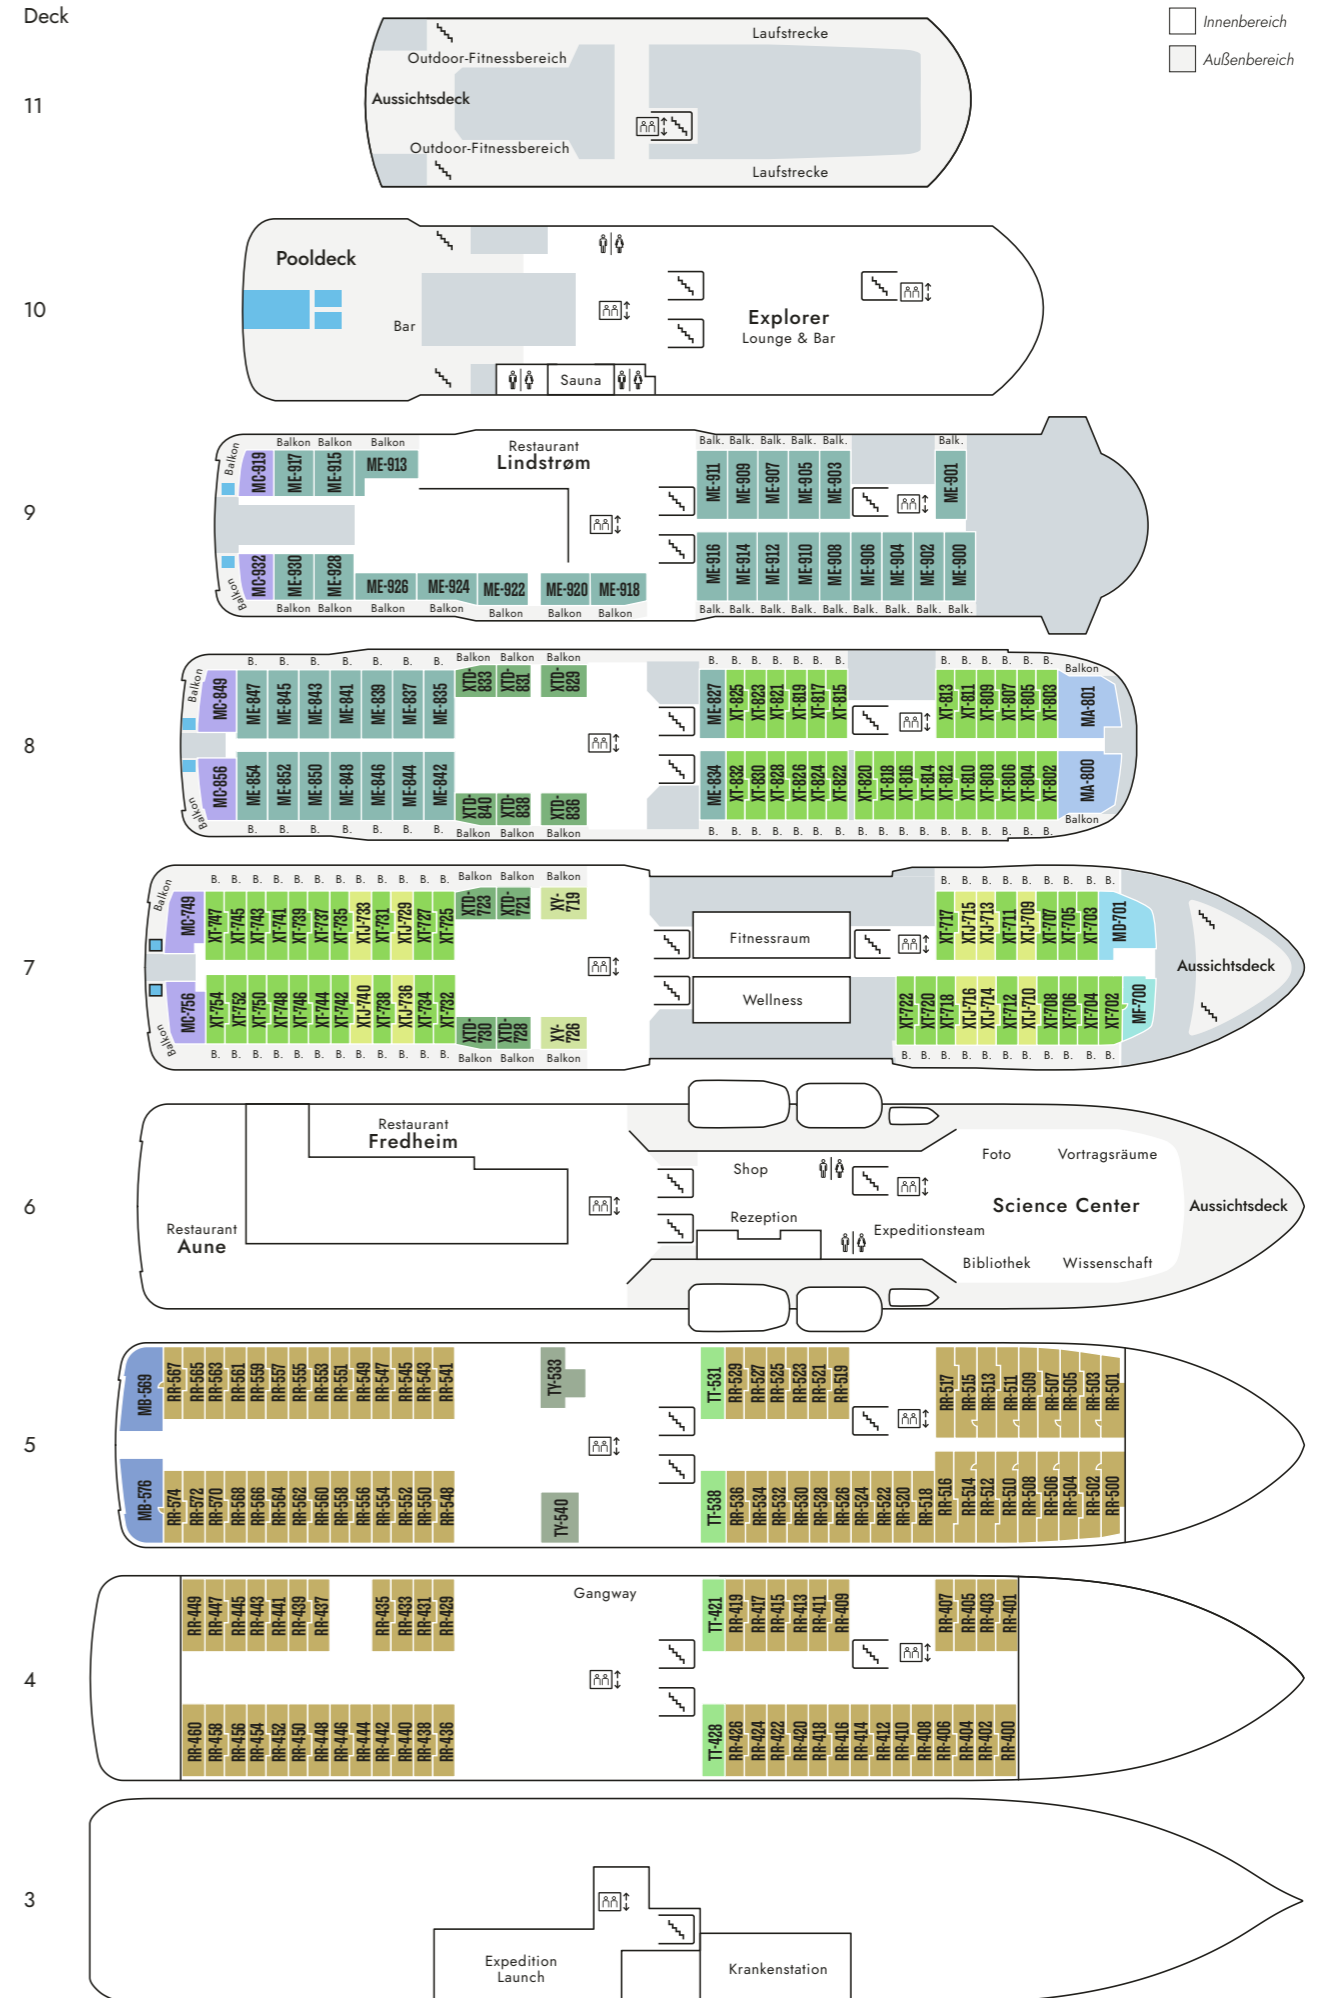 Deck
Innenbereich
Außenbereich
11
Laufstrecke
Outdoor-Fitnessbereich
Aussichtsdeck
Outdoor-Fitnessbereich
Laufstrecke
10
Pooldeck
Bar
Explorer
Lounge & Bar
Sauna
9
Balkon
Balkon Balkon Balkon
MC-919 ME-917 ME-915 ME-913
Restaurant
Lindstrøm
Balk. Balk. Balk. Balk. Balk. Balk.
ME-911 ME-909 ME-907 ME-905 ME-903 ME-901
MC-932 ME-930 ME-928 ME-926 ME-924 ME-922 ME-920 ME-918
ME-916 ME-914 ME-912 ME-910 ME-908 ME-906 ME-904 ME-902 ME-900
Balkon
Balkon Balkon Balkon Balkon Balkon Balkon Balkon
Balk. Balk. Balk. Balk. Balk. Balk. Balk. Balk. Balk.
8
Balkon
B. B. B. B. B. B. B. Balkon Balkon Balkon
B. B. B. B. B. B. B. B. B. B. B. B. B. Balkon
MC-849 ME-847 ME-845 ME-843 ME-841 ME-839 ME-837 ME-835 XTD-833 XTD-831 XTD-829
ME-827 XT-825 XT-823 XT-821 XT-819 XT-817 XT-815 XT-813 XT-811 XT-809 XT-807 XT-805 XT-803 MA-801
MC-856 ME-854 ME-852 ME-850 ME-848 ME-846 ME-844 ME-842 XTD-840 XTD-838 XTD-836
ME-834 XT-832 XT-830 XT-828 XT-826 XT-824 XT-822 XT-820 XT-818 XT-816 XT-814 XT-812 XT-810 XT-808 XT-806 XT-804 XT-802 MA-800
Balkon
B. B. B. B. B. B. B. Balkon Balkon Balkon
B. B. B. B. B. B. B. B. B. B. B. B. B. B. B. B. B. Balkon
7
Balkon
B. B. B. B. B. B. B. B. B. B. B. B. Balkon Balkon Balkon
B. B. B. B. B. B. B. B. B.
MC-749 XT-747 XT-745 XT-743 XT-741 XT-739 XT-737 XT-735 XTJ-733 XT-731 XTJ-729 XT-727 XT-725 XTD-723 XTD-721 XY-719
Fitnessraum
XT-717 XTJ-715 XTJ-713 XT-711 XTJ-709 XT-707 XT-705 XT-703 MD-701
Aussichtsdeck
MC-756 XT-754 XT-752 XT-750 XT-748 XT-746 XT-744 XT-742 XTJ-740 XT-738 XTJ-736 XT-734 XT-732 XTD-730 XTD-728 XY-726
Wellness
XT-722 XT-720 XT-718 XTJ-716 XTJ-714 XT-712 XTJ-710 XT-708 XT-706 XT-704 XT-702 MF-700
Balkon
B. B. B. B. B. B. B. B. B. B. B. B. Balkon Balkon Balkon
B. B. B. B. B. B. B. B. B. B. B.
6
Restaurant
Fredheim
Restaurant
Aune
Shop
Rezeption
Expeditionsteam
Foto
Vortragsräume
Science Center
Bibliothek
Wissenschaft
Aussichtsdeck
5
MB-569 RR-567 RR-565 RR-563 RR-561 RR-559 RR-557 RR-555 RR-553 RR-551 RR-549 RR-547 RR-545 RR-543 RR-541 TY-533
TT-531 RR-529 RR-527 RR-525 RR-523 RR-521 RR-519 RR-517 RR-515 RR-513 RR-511 RR-509 RR-507 RR-505 RR-503 RR-501
MB-576 RR-574 RR-572 RR-570 RR-568 RR-566 RR-564 RR-562 RR-560 RR-558 RR-556 RR-554 RR-552 RR-550 RR-548 TY-540
TT-538 RR-536 RR-534 RR-532 RR-530 RR-528 RR-526 RR-524 RR-522 RR-520 RR-518 RR-516 RR-514 RR-512 RR-510 RR-508 RR-506 RR-504 RR-502 RR-500
4
RR-449 RR-447 RR-445 RR-443 RR-441 RR-439 RR-437 RR-435 RR-433 RR-431 RR-429
Gangway
TT-421 RR-419 RR-417 RR-415 RR-413 RR-411 RR-409 RR-407 RR-405 RR-403 RR-401
RR-460 RR-458 RR-456 RR-454 RR-452 RR-450 RR-448 RR-446 RR-444 RR-442 RR-440 RR-438 RR-436
TT-428 RR-426 RR-424 RR-422 RR-420 RR-418 RR-416 RR-414 RR-412 RR-410 RR-408 RR-406 RR-404 RR-402 RR-400
3
Expedition
Launch
Krankenstation